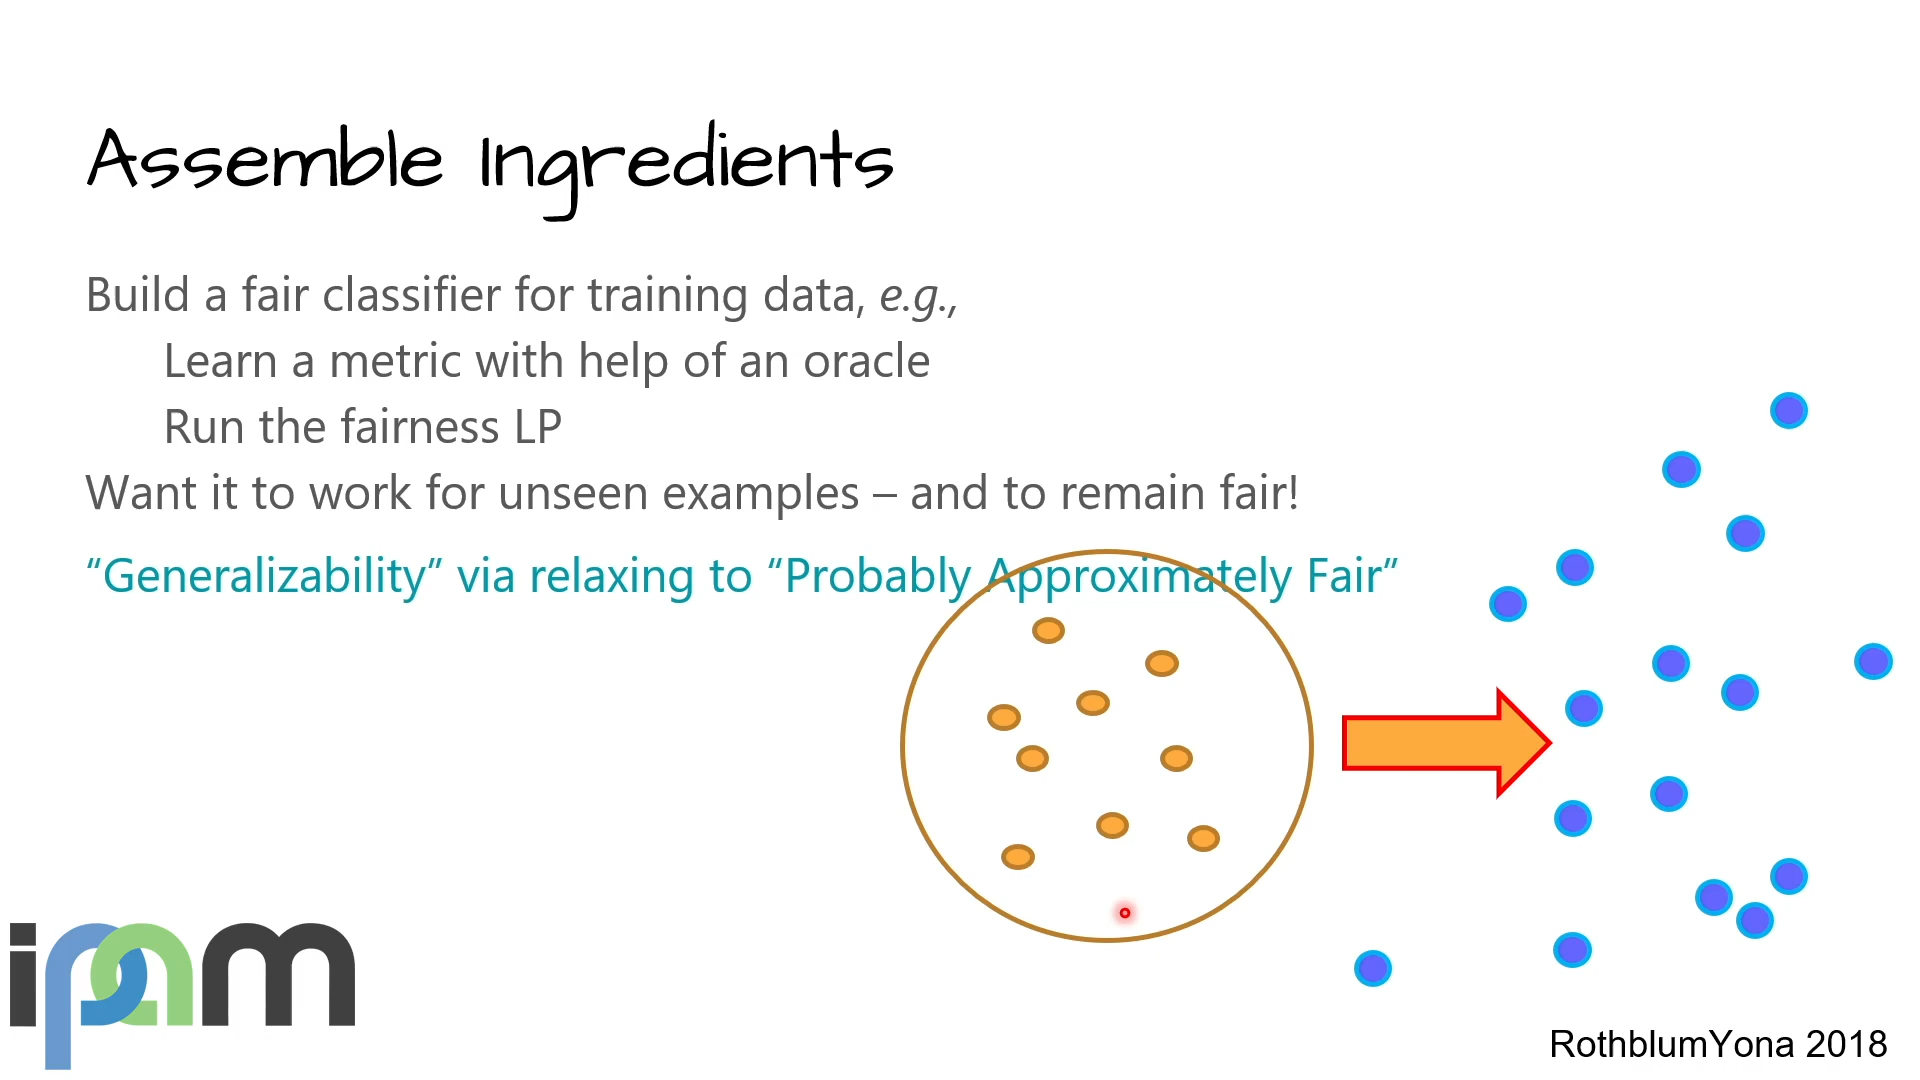 Assemble Ingredients
Build a fair classifier for training data, e.g.,
Learn a metric with help of an oracle
Run the fairness LP
Want it to work for unseen examples – and to remain fair!
“Generalizability” via relaxing to “Probably Approximately Fair”
ipam
RothblumYona 2018